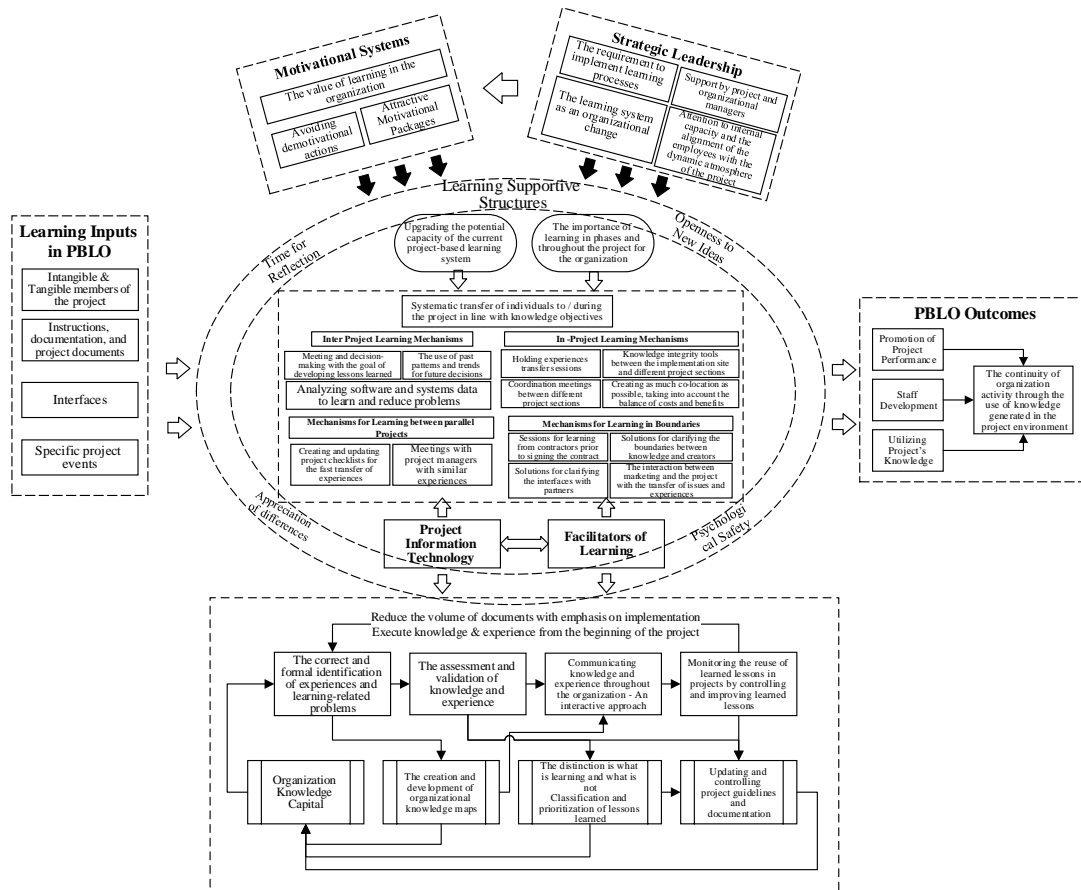 Motivational Systems
The value of learning in the
organization
Avoiding
demotivational
actions
Attractive
Motivational
Packages
Strategic Leadership
The requirement to
implement learning
processes
Support by project and
organizational
managers
The learning system
as an organizational
change
Attention to internal
capacity and the
alignment of the
employees with the
dynamic atmosphere
of the project
Learning Supportive
Structures
Time for
Reflection
Openness to
New Ideas
Appreciation
of differences
Psychologi
cal Safety
Learning Inputs
in PBLO
Intangible &
Tangible members
of the project
Instructions,
documentation, and
project documents
Interfaces
Specific project
events
Upgrading the potential
capacity of the current
project-based learning
system
The importance of
learning in phases and
throughout the project for
the organization
Systematic transfer of individuals to / during
the project in line with knowledge objectives
Inter Project Learning Mechanisms
Meeting and decision-
making with the goal of
developing lessons learned
The use of past
patterns and trends
for future decisions
Analyzing software and systems data
to learn and reduce problems
In -Project Learning Mechanisms
Holding experiences
transfer sessions
Knowledge integrity tools
between the implementation site
and different project sections
Coordination meetings
between different
project sections
Creating as much co-location as
possible, taking into account the
balance of costs and benefits
Mechanisms for Learning between parallel
Projects
Creating and updating
project checklists for
the fast transfer of
experiences
Meetings with
project managers
with similar
experiences
Mechanisms for Learning in Boundaries
Sessions for learning
from contractors prior
to signing the contract
Solutions for clarifying the
boundaries between
knowledge and creators
Solutions for clarifying the
interfaces with
partners
The interaction between
marketing and the project
with the transfer of issues and
experiences
Project
Information
Technology
Facilitators of
Learning
PBLO Outcomes
Promotion of
Project
Performance
Staff
Development
Utilizing
Project's
Knowledge
The continuity of
organization
activity through the
use of knowledge
generated in the
project environment
Reduce the volume of documents with emphasis on implementation
Execute knowledge & experience from the beginning of the project
The correct and
formal identification
of experiences and
learning-related
problems
The assessment and
validation of
knowledge and
experience
Communicating
knowledge and
experience throughout
the organization - An
interactive approach
Monitoring the reuse of
learned lessons in
projects by controlling
and improving learned
lessons
Organization
Knowledge
Capital
The creation and
development of
organizational
knowledge maps
The distinction is what
is learning and what is
not
Classification and
prioritization of lessons
learned
Updating and
controlling
project guidelines
and
documentation